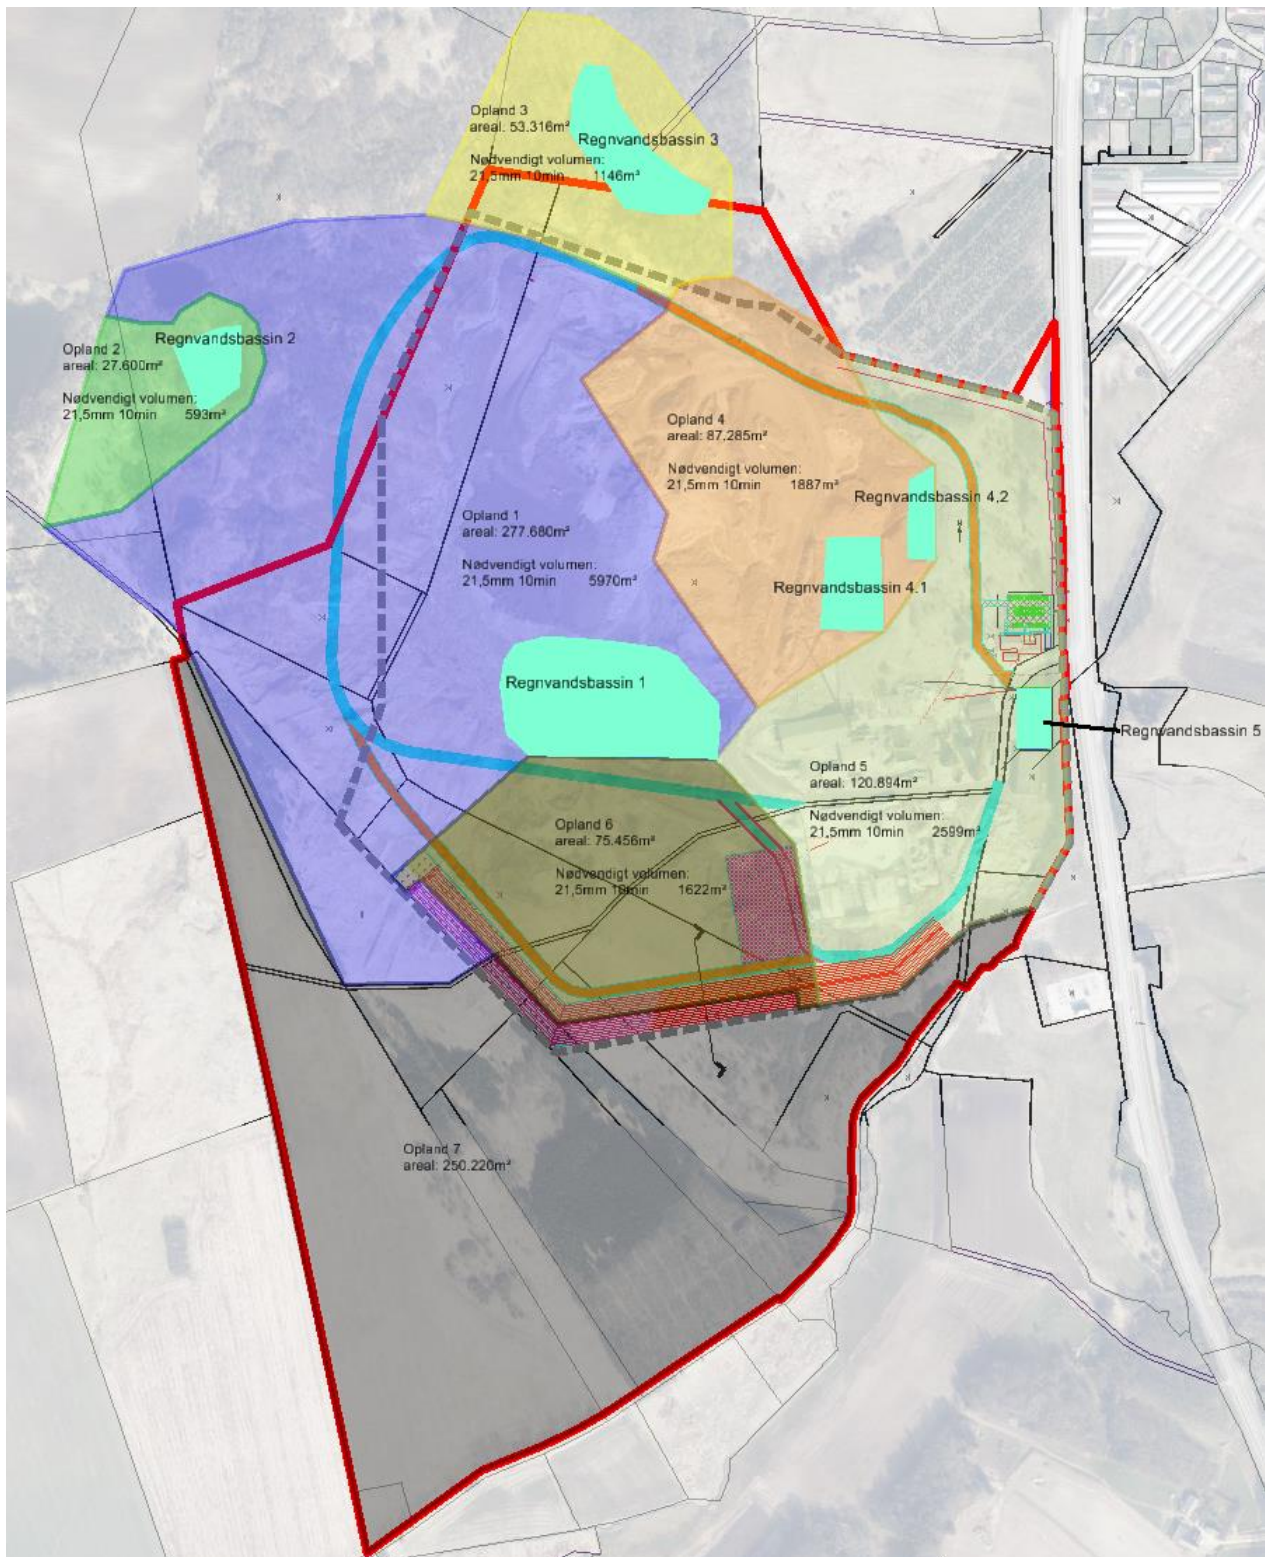 Opland 3
areal: 53.316m²
Regnvandsbassin 3
Nødvendigt volumen:
21,5mm 10min 1146m³
Regnvandsbassin 2
Opland 2
areal: 27.600m²
Nødvendigt volumen:
21,5mm 10min 593m³
Opland 4
areal: 87.285m²
Nødvendigt volumen:
21,5mm 10min 1887m³
Regnvandsbassin 4,2
Opland 1
areal: 277.680m²
Nødvendigt volumen:
21,5mm 10min 5970m³
Regnvandsbassin 4.1
Regnvandsbassin 1
Regnvandsbassin 5
Opland 5
areal: 120.894m²
Nødvendigt volumen:
21,5mm 10min 2599m³
Opland 6
areal: 75.456m²
Nødvendigt volumen:
21,5mm 10min 1622m³
Opland 7
areal: 250.220m²